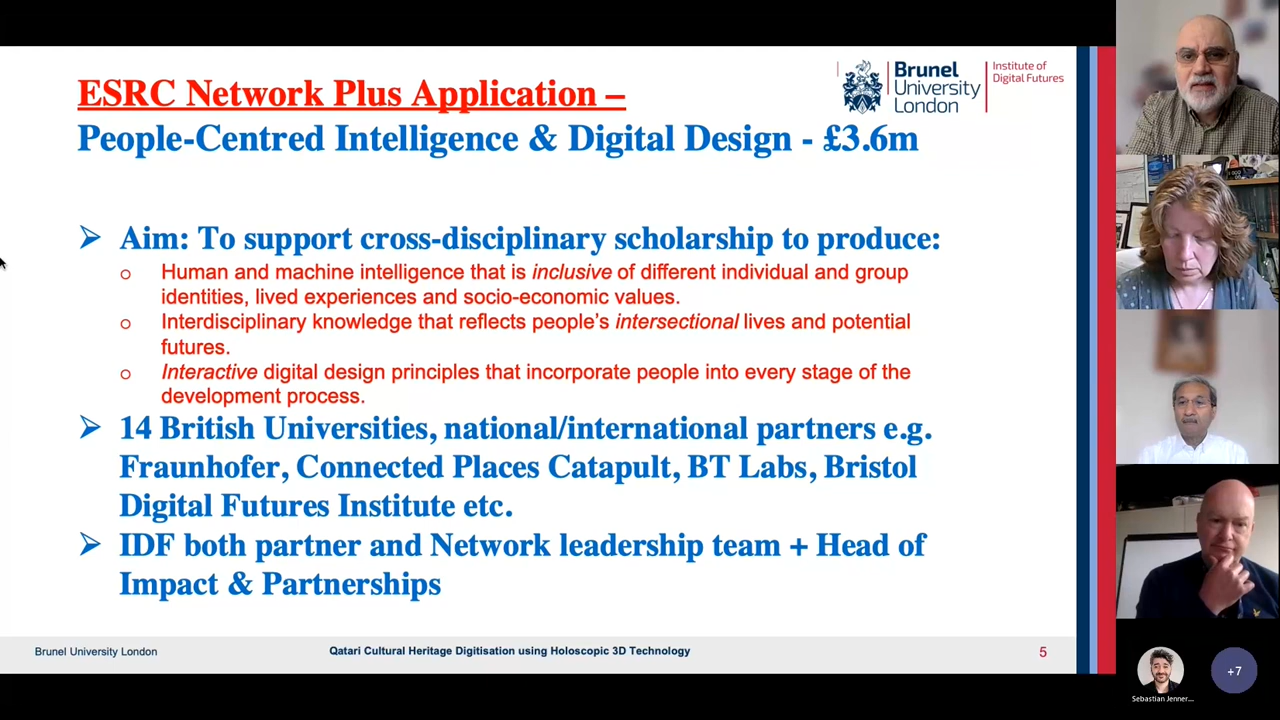 ESRC Network Plus Application –
People-Centred Intelligence & Digital Design - £3.6m
Brunel
University
London
Institute of
Digital Futures
➢ Aim: To support cross-disciplinary scholarship to produce:
o Human and machine intelligence that is inclusive of different individual and group
identities, lived experiences and socio-economic values.
o Interdisciplinary knowledge that reflects people’s intersectional lives and potential
futures.
o Interactive digital design principles that incorporate people into every stage of the
development process.
➢ 14 British Universities, national/international partners e.g.
Fraunhofer, Connected Places Catapult, BT Labs, Bristol
Digital Futures Institute etc.
➢ IDF both partner and Network leadership team + Head of
Impact & Partnerships
Brunel University London
Qatari Cultural Heritage Digitisation using Holoscopic 3D Technology
5
Sebastian Jenner...
+7